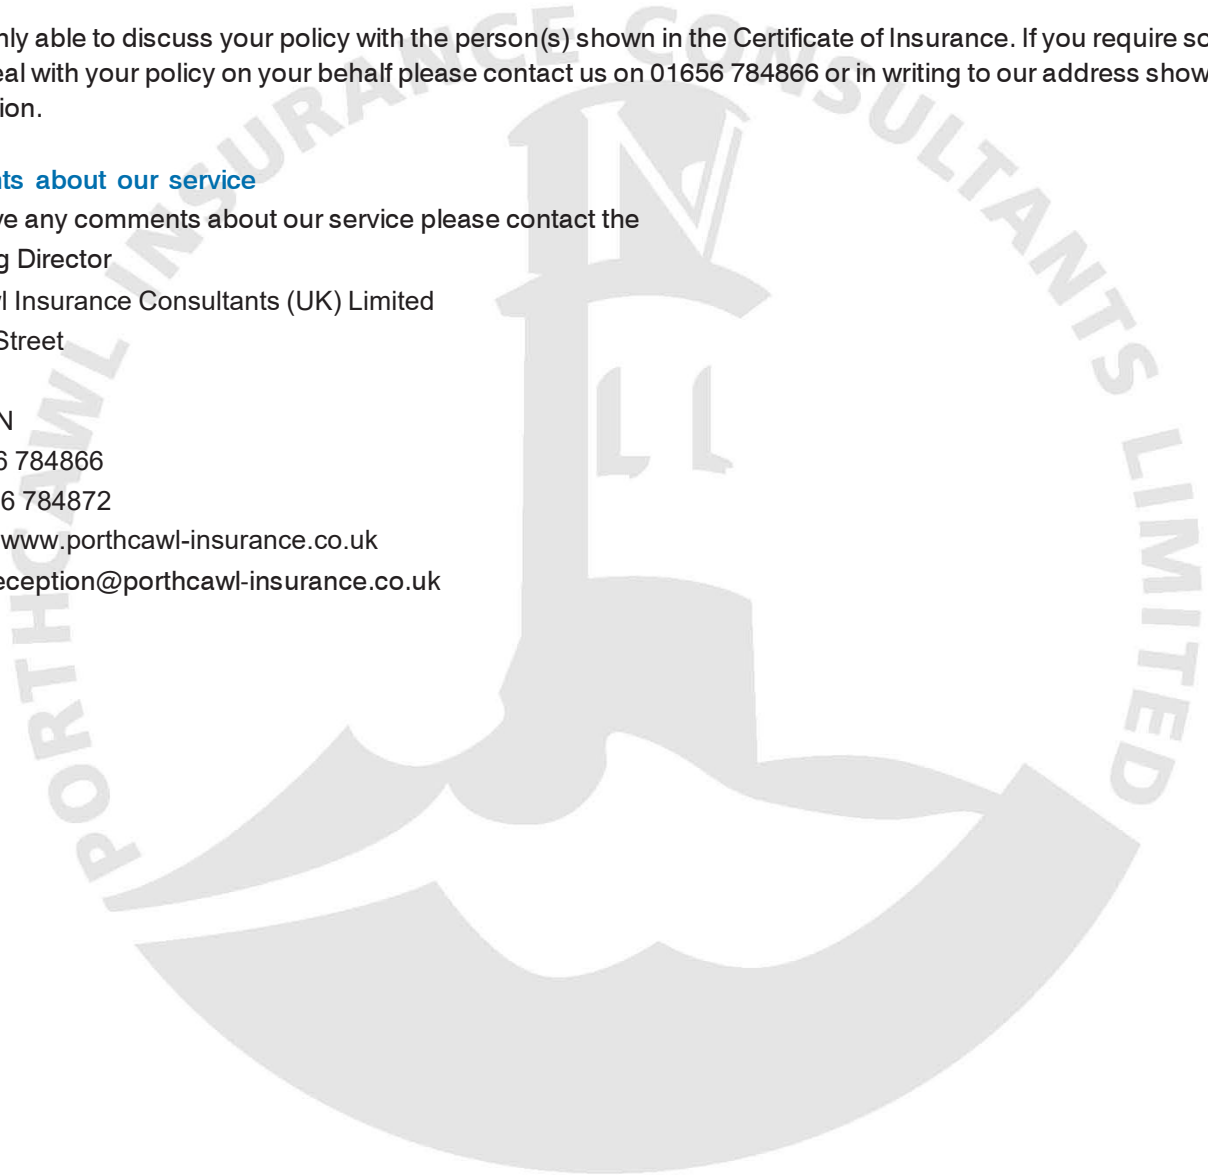 nly able to discuss your policy with the person(s) shown in the Certificate of Insurance. If you require so
eal with your policy on your behalf please contact us on 01656 784866 or in writing to our address show
tion.
nts about our service
ve any comments about our service please contact the
g Director
l Insurance Consultants (UK) Limited
Street
N
6 784866
6 784872
www.porthcawl-insurance.co.uk
eception@porthcawl-insurance.co.uk
PORTHCAWL INSURANCE CONSULTANTS LIMITED